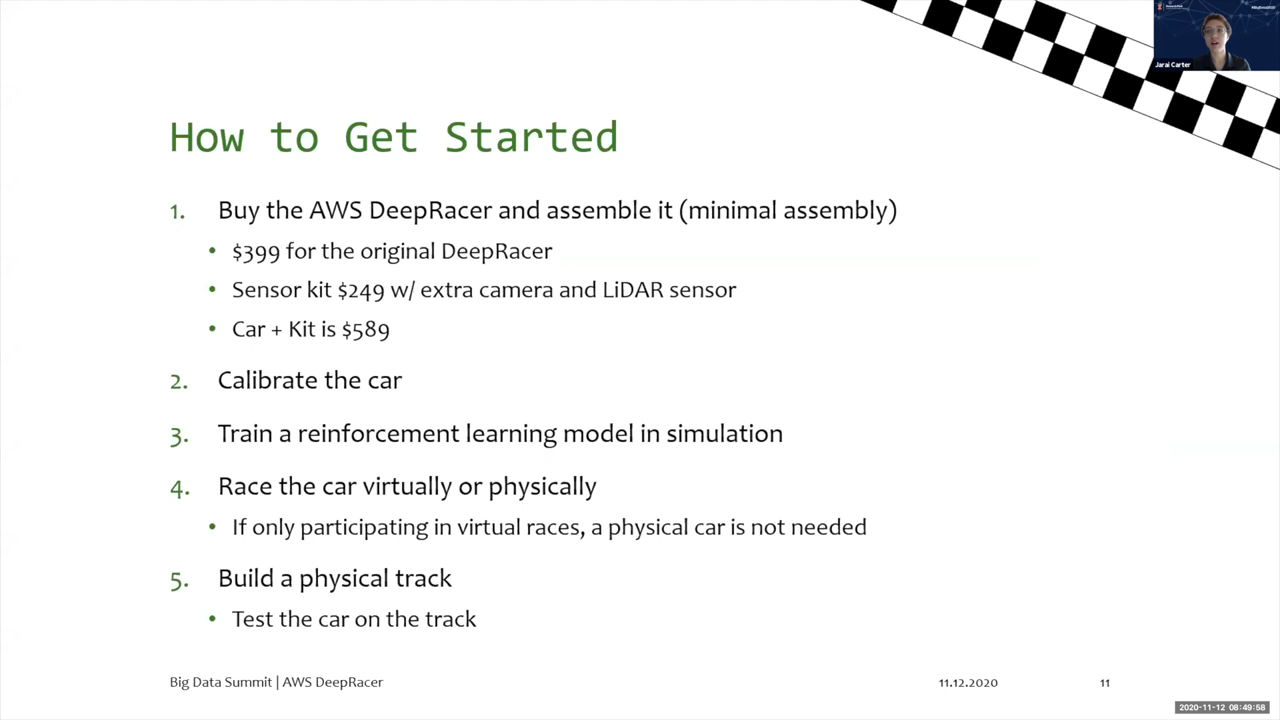 Jarai Carter
How to Get Started
1. Buy the AWS DeepRacer and assemble it (minimal assembly)
• $399 for the original DeepRacer
• Sensor kit $249 w/ extra camera and LiDAR sensor
• Car + Kit is $589
2. Calibrate the car
3. Train a reinforcement learning model in simulation
4. Race the car virtually or physically
• If only participating in virtual races, a physical car is not needed
5. Build a physical track
• Test the car on the track
Big Data Summit | AWS DeepRacer
11.12.2020
11
2020-11-12 08:49:58